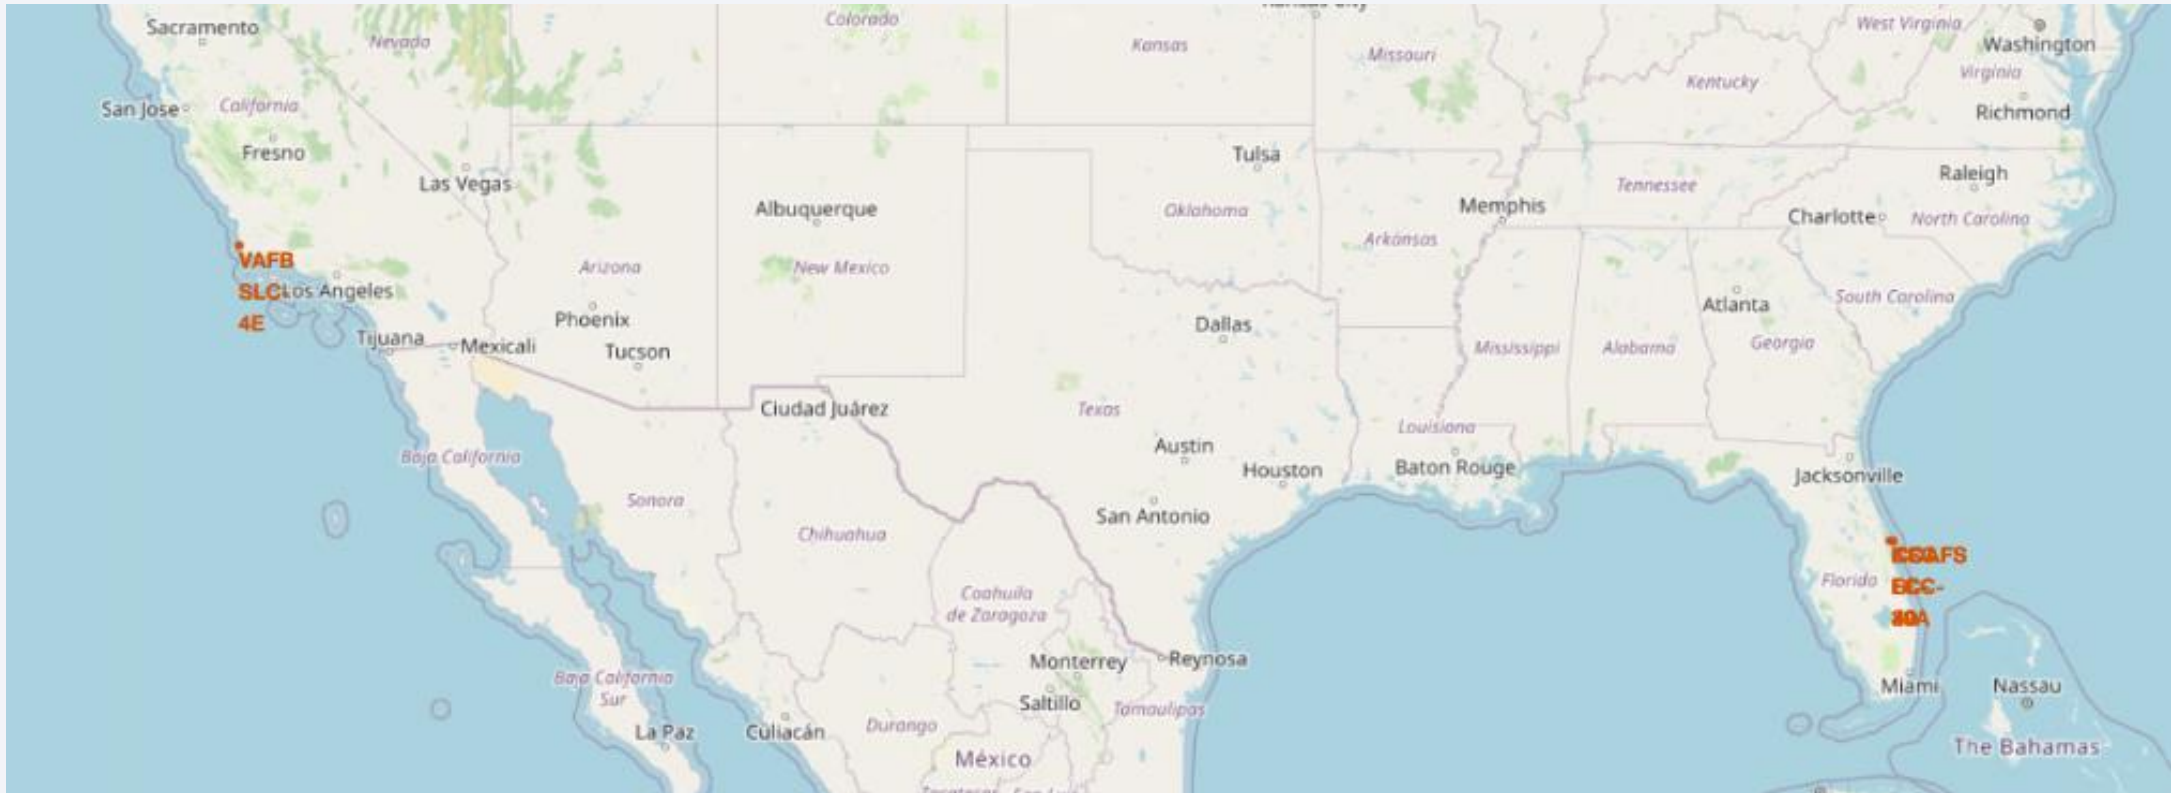 Kansas City
Colorado
West Virginia
Sacramento
Nevada
Kansas
Washington
Missouri
Virginia
Kentucky
San Jose
California
Richmond
Fresno
Tulsa
Las Vegas
Raleigh
Tennessee
Albuquerque
Oklahoma
Memphis
Charlotte
North Carolina
Arkansas
VAFB
SLC
4E
Los Angeles
Arizona
New Mexico
South Carolina
Atlanta
Phoenix
Dallas
Tijuana
Mexicali
Tucson
Mississippi
Alabama
Georgia
Ciudad Juárez
Texas
Louisiana
Baja California
Austin
Houston
Baton Rouge
Jacksonville
Sonora
San Antonio
Chihuahua
Florida
Coahuila
de Zaragoza
Monterrey
Reynosa
Baja California
Sur
Saltillo
Tamaulipas
Miami
Nassau
La Paz
Culiacán
Durango
México
The Bahamas